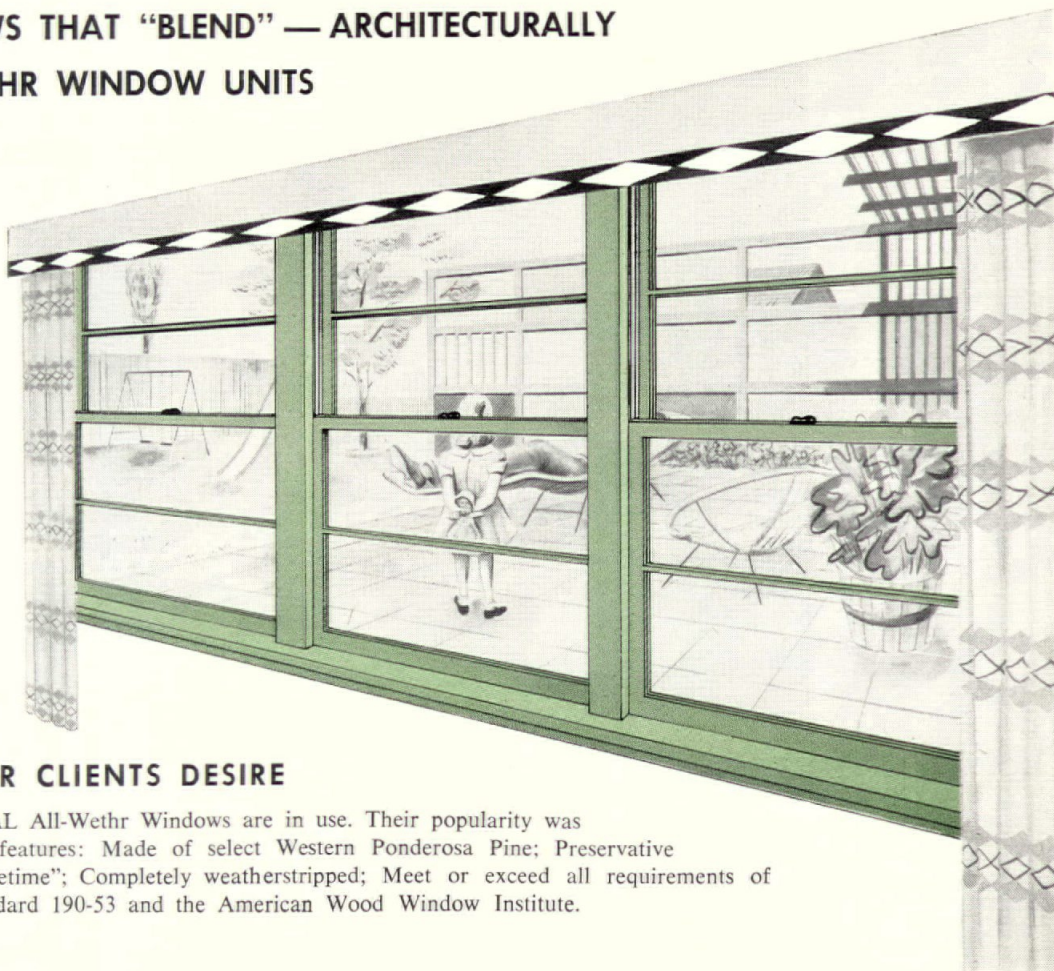 WS THAT “BLEND” — ARCHITECTURALLY
HR WINDOW UNITS
R CLIENTS DESIRE
AL All-Wethr Windows are in use. Their popularity was
features: Made of select Western Ponderosa Pine; Preservative
etime”; Completely weatherstripped; Meet or exceed all requirements of
dard 190-53 and the American Wood Window Institute.